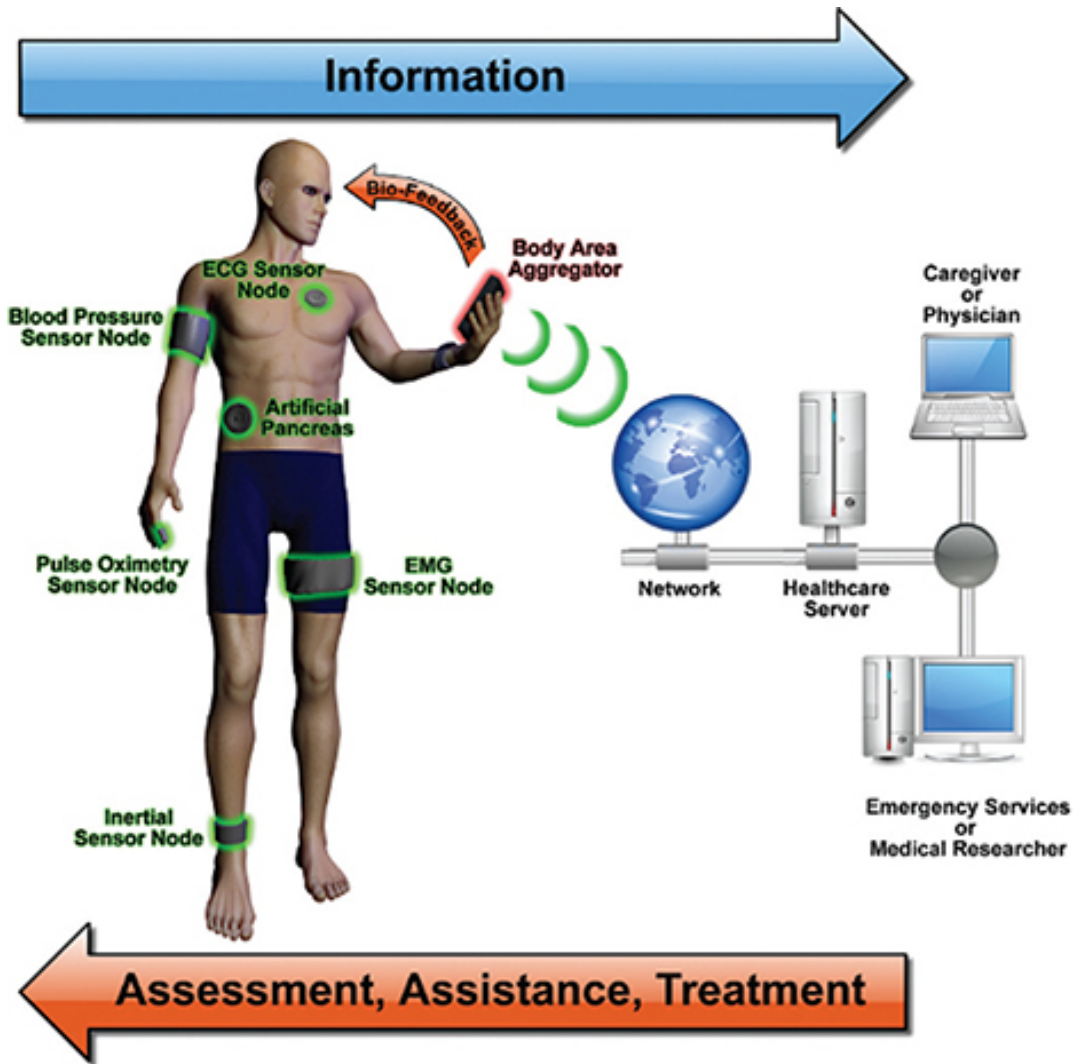 Information
Bio-Feedback
Body Area
Aggregator
ECG Sensor
Node
Blood Pressure
Sensor Node
Caregiver
or
Physician
Artificial
Pancreas
Pulse Oximetry
Sensor Node
EMG
Sensor Node
Network
Healthcare
Server
Inertial
Sensor Node
Emergency Services
or
Medical Researcher
Assessment, Assistance, Treatment